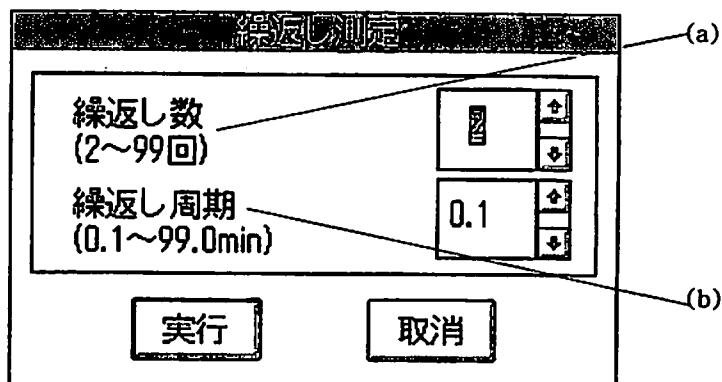 繰返し測定
(a)
繰返し数
(2～99回)
繰返し周期
0.1
(0.1～99.0min)
(b)
実行
取消